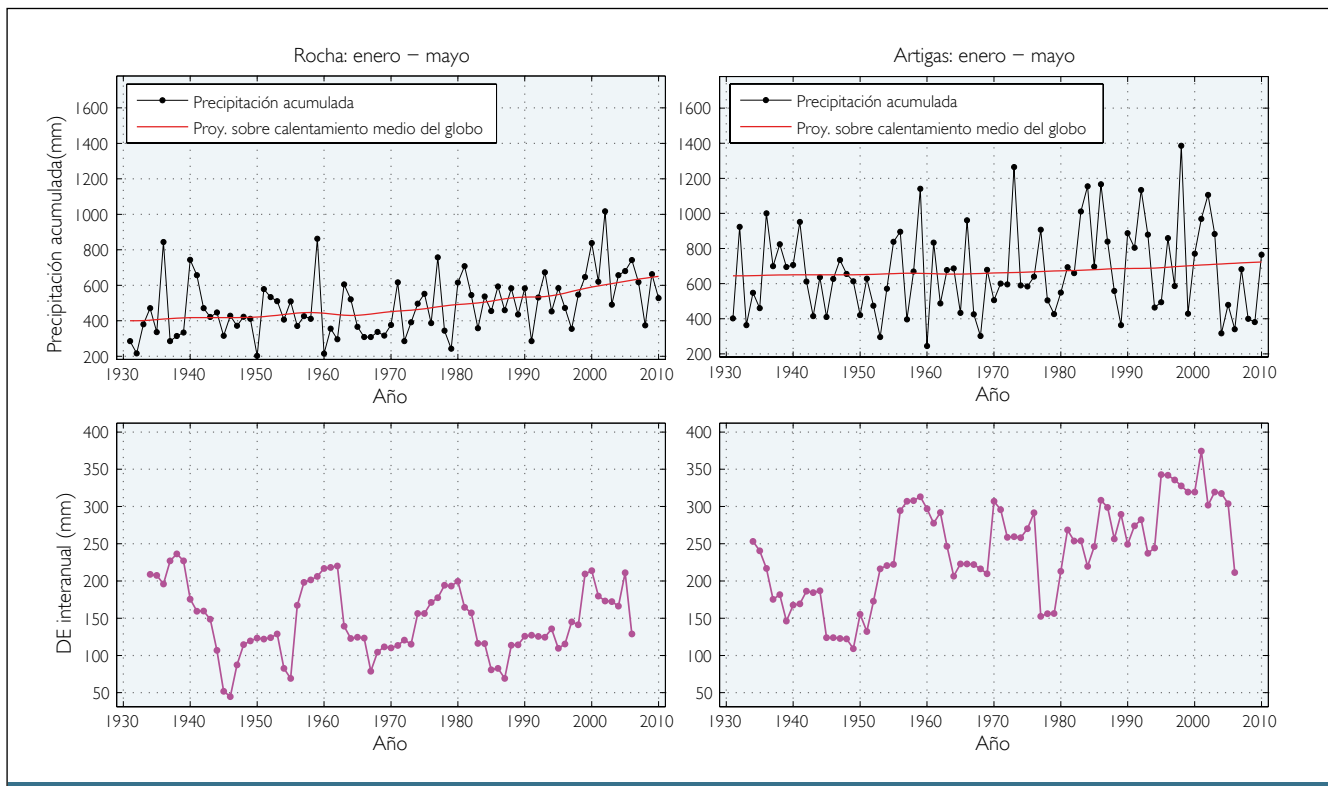 Rocha: enero – mayo
Precipitación acumulada
Proy. sobre calentamiento medio del globo
Precipitación acumulada(mm)
1600
1400
1200
1000
800
600
400
200
1930 1940 1950 1960 1970 1980 1990 2000 2010
Año
Artigas: enero – mayo
Precipitación acumulada
Proy. sobre calentamiento medio del globo
1600
1400
1200
1000
800
600
400
200
1930 1940 1950 1960 1970 1980 1990 2000 2010
Año
DE interanual (mm)
400
350
300
250
200
150
100
50
1930 1940 1950 1960 1970 1980 1990 2000 2010
Año
400
350
300
250
200
150
100
50
1930 1940 1950 1960 1970 1980 1990 2000 2010
Año